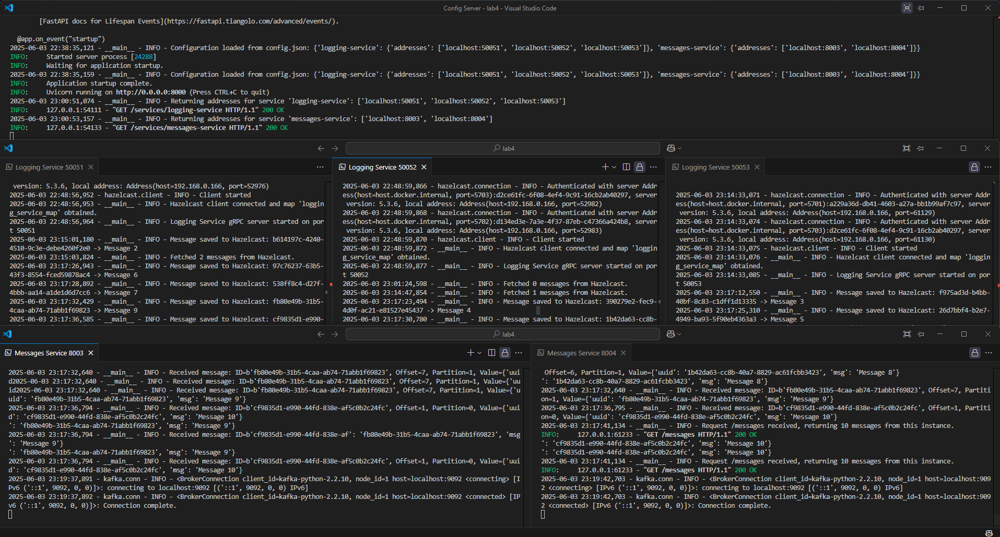 Config Server - lab4 - Visual Studio Code
[FastAPI docs for Lifespan Events](https://fastapi.tiangolo.com/advanced/events/).
@app.on_event("startup")
2025-06-03 22:38:35,121 - __main__ - INFO - Configuration loaded from config.json: {'logging-service': {'addresses': ['localhost:50051', 'localhost:50052', 'localhost:50053']}, 'messages-service': {'addresses': ['localhost:8003', 'localhost:8004']}}
INFO:     Started server process [24288]
INFO:     Waiting for application startup.
2025-06-03 22:38:35,159 - __main__ - INFO - Configuration loaded from config.json: {'logging-service': {'addresses': ['localhost:50051', 'localhost:50052', 'localhost:50053']}, 'messages-service': {'addresses': ['localhost:8003', 'localhost:8004']}}
INFO:     Application startup complete.
INFO:     Uvicorn running on http://0.0.0.0:8000 (Press CTRL+C to quit)
2025-06-03 23:00:51,074 - __main__ - INFO - Returning addresses for service 'logging-service': ['localhost:50051', 'localhost:50052', 'localhost:50053']
INFO:     127.0.0.1:54111 - "GET /services/logging-service HTTP/1.1" 200 OK
2025-06-03 23:00:53,157 - __main__ - INFO - Returning addresses for service 'messages-service': ['localhost:8003', 'localhost:8004']
INFO:     127.0.0.1:54133 - "GET /services/messages-service HTTP/1.1" 200 OK
lab4
Logging Service 50051
version: 5.3.6, local address: Address(host=192.168.0.166, port=52976)
2025-06-03 22:48:56,952 - hazelcast.client - INFO - Client started
2025-06-03 22:48:56,953 - __main__ - INFO - Hazelcast client connected and map 'loggin
g_service_map' obtained.
2025-06-03 22:48:56,964 - __main__ - INFO - Logging Service gRPC server started on por
t 50051
2025-06-03 23:15:01,180 - __main__ - INFO - Message saved to Hazelcast: b614197c-4240-
4510-9c3e-debe4260f2e0 -> Message 2
2025-06-03 23:15:03,824 - __main__ - INFO - Fetched 2 messages from Hazelcast.
2025-06-03 23:17:26,943 - __main__ - INFO - Message saved to Hazelcast: 97c76237-63b5-
43f3-8554-fced59878ac4 -> Message 6
2025-06-03 23:17:28,892 - __main__ - INFO - Message saved to Hazelcast: 538ff8c4-d27f-
4bbb-aa14-a1de1d6d7cc6 -> Message 7
2025-06-03 23:17:32,429 - __main__ - INFO - Message saved to Hazelcast: fb80e49b-31b5-
4caa-ab74-71abb1f69823 -> Message 9
2025-06-03 23:17:36,585 - __main__ - INFO - Message saved to Hazelcast: cf9835d1-e990-
Logging Service 50052
2025-06-03 22:48:59,866 - hazelcast.connection - INFO - Authenticated with server Addr
ess(host=host.docker.internal, port=5703):d2ce61fc-6f08-4ef4-9c91-16cb2ab40297, server
version: 5.3.6, local address: Address(host=192.168.0.166, port=52982)
2025-06-03 22:48:59,868 - hazelcast.connection - INFO - Authenticated with server Addr
ess(host=host.docker.internal, port=5702):d134ed3e-7a3e-4f37-87eb-c47366a424b8, server
version: 5.3.6, local address: Address(host=192.168.0.166, port=52983)
2025-06-03 22:48:59,870 - hazelcast.client - INFO - Client started
2025-06-03 22:48:59,872 - __main__ - INFO - Hazelcast client connected and map 'loggin
g_service_map' obtained.
2025-06-03 22:48:59,877 - __main__ - INFO - Logging Service gRPC server started on por
t 50052
2025-06-03 23:01:24,598 - __main__ - INFO - Fetched 0 messages from Hazelcast.
2025-06-03 23:14:47,854 - __main__ - INFO - Fetched 1 messages from Hazelcast.
2025-06-03 23:17:23,494 - __main__ - INFO - Message saved to Hazelcast: 390279e2-fec9-
4d0f-ac21-e81527e45437 -> Message 4
2025-06-03 23:17:30,780 - __main__ - INFO - Message saved to Hazelcast: 1b42da63-cc8b-
Logging Service 50053
2025-06-03 23:14:33,071 - hazelcast.connection - INFO - Authenticated with server Addr
ess(host=host.docker.internal, port=5701):a229a36d-db41-4603-a27a-bb1b99af7c97, server
version: 5.3.6, local address: Address(host=192.168.0.166, port=61129)
2025-06-03 23:14:33,074 - hazelcast.connection - INFO - Authenticated with server Addr
ess(host=host.docker.internal, port=5703):d2ce61fc-6f08-4ef4-9c91-16cb2ab40297, server
version: 5.3.6, local address: Address(host=192.168.0.166, port=61130)
2025-06-03 23:14:33,075 - hazelcast.client - INFO - Client started
2025-06-03 23:14:33,076 - __main__ - INFO - Hazelcast client connected and map 'loggin
g_service_map' obtained.
2025-06-03 23:14:33,085 - __main__ - INFO - Logging Service gRPC server started on por
t 50053
2025-06-03 23:17:12,550 - __main__ - INFO - Message saved to Hazelcast: f975ad3d-b4bb-
40bf-8c83-c1dff1d13335 -> Message 3
2025-06-03 23:17:25,310 - __main__ - INFO - Message saved to Hazelcast: 26d7bbf4-b2e7-
4949-ba93-5f90eb4363a3 -> Message 5
lab4
Messages Service 8003
2025-06-03 23:17:32,640 - __main__ - INFO - Received message: ID=b'fb80e49b-31b5-4caa-ab74-71abb1f69823', Offset=7, Partition=1, Value={'uui
d2025-06-03 23:17:32,640 - __main__ - INFO - Received message: ID=b'fb80e49b-31b5-4caa-ab74-71abb1f69823', Offset=7, Partition=1, Value={'uu
id2025-06-03 23:17:32,640 - __main__ - INFO - Received message: ID=b'fb80e49b-31b5-4caa-ab74-71abb1f69823', Offset=7, Partition=1, Value={'u
uid': 'fb80e49b-31b5-4caa-ab74-71abb1f69823', 'msg': 'Message 9'}
2025-06-03 23:17:36,794 - __main__ - INFO - Received message: ID=b'cf9835d1-e990-44fd-838e-af5c0b2c24fc', Offset=1, Partition=0, Value={'uui
d': 'cf9835d1-e990-44fd-838e-af5c0b2c24fc', 'msg': 'Message 10'}
': 'fb80e49b-31b5-4caa-ab74-71abb1f69823', 'msg': 'Message 9'}
2025-06-03 23:17:36,794 - __main__ - INFO - Received message: ID=b'cf9835d1-e990-44fd-838e-af': 'fb80e49b-31b5-4caa-ab74-71abb1f69823', 'msg
': 'Message 9'}
': 'fb80e49b-31b5-4caa-ab74-71abb1f69823', 'msg': 'Message 9'}
2025-06-03 23:17:36,794 - __main__ - INFO - Received message: ID=b'cf9835d1-e990-44fd-838e-af5c0b2c24fc', Offset=1, Partition=0, Value={'uui
d': 'cf9835d1-e990-44fd-838e-af5c0b2c24fc', 'msg': 'Message 10'}
2025-06-03 23:19:37,891 - kafka.conn - INFO - <BrokerConnection client_id=kafka-python-2.2.10, node_id=1 host=localhost:9092 <connecting> [I
Pv6 ('::1', 9092, 0, 0)]>: connecting to localhost:9092 [('::1', 9092, 0, 0) IPv6]
2025-06-03 23:19:37,892 - kafka.conn - INFO - <BrokerConnection client_id=kafka-python-2.2.10, node_id=1 host=localhost:9092 <connected> [IP
v6 ('::1', 9092, 0, 0)]>: Connection complete.
Messages Service 8004
Offset=6, Partition=1, Value={'uuid': '1b42da63-cc8b-40a7-8829-ac61fcbb3423', 'msg': 'Message 8'}
': '1b42da63-cc8b-40a7-8829-ac61fcbb3423', 'msg': 'Message 8'}
2025-06-03 23:17:32,640 - __main__ - INFO - Received message: ID=b'fb80e49b-31b5-4caa-ab74-71abb1f69823', Offset=7, Partiti
on=1, Value={'uuid': 'fb80e49b-31b5-4caa-ab74-71abb1f69823', 'msg': 'Message 9'}
2025-06-03 23:17:36,795 - __main__ - INFO - Received message: ID=b'cf9835d1-e990-44fd-838e-af5c0b2c24fc', Offset=1, Partiti
on=0, Value={'uuid': 'cf9835d1-e990-44fd-838e-af5c0b2c24fc', 'msg': 'Message 10'}
2025-06-03 23:17:41,134 - __main__ - INFO - Request /messages received, returning 10 messages from this instance.
INFO:     127.0.0.1:61233 - "GET /messages HTTP/1.1" 200 OK
': 'cf9835d1-e990-44fd-838e-af5c0b2c24fc', 'msg': 'Message 10'}
': 'cf9835d1-e990-44fd-838e-af5c0b2c24fc', 'msg': 'Message 10'}
2025-06-03 23:17:41,134 - __main__ - INFO - Request /messages received, returning 10 messages from this instance.
INFO:     127.0.0.1:61233 - "GET /messages HTTP/1.1" 200 OK
2025-06-03 23:19:42,703 - kafka.conn - INFO - <BrokerConnection client_id=kafka-python-2.2.10, node_id=1 host=localhost:909
2 <connecting> [IPv6 ('::1', 9092, 0, 0)]>: connecting to localhost:9092 [('::1', 9092, 0, 0) IPv6]
2025-06-03 23:19:42,703 - kafka.conn - INFO - <BrokerConnection client_id=kafka-python-2.2.10, node_id=1 host=localhost:909
2 <connected> [IPv6 ('::1', 9092, 0, 0)]>: Connection complete.